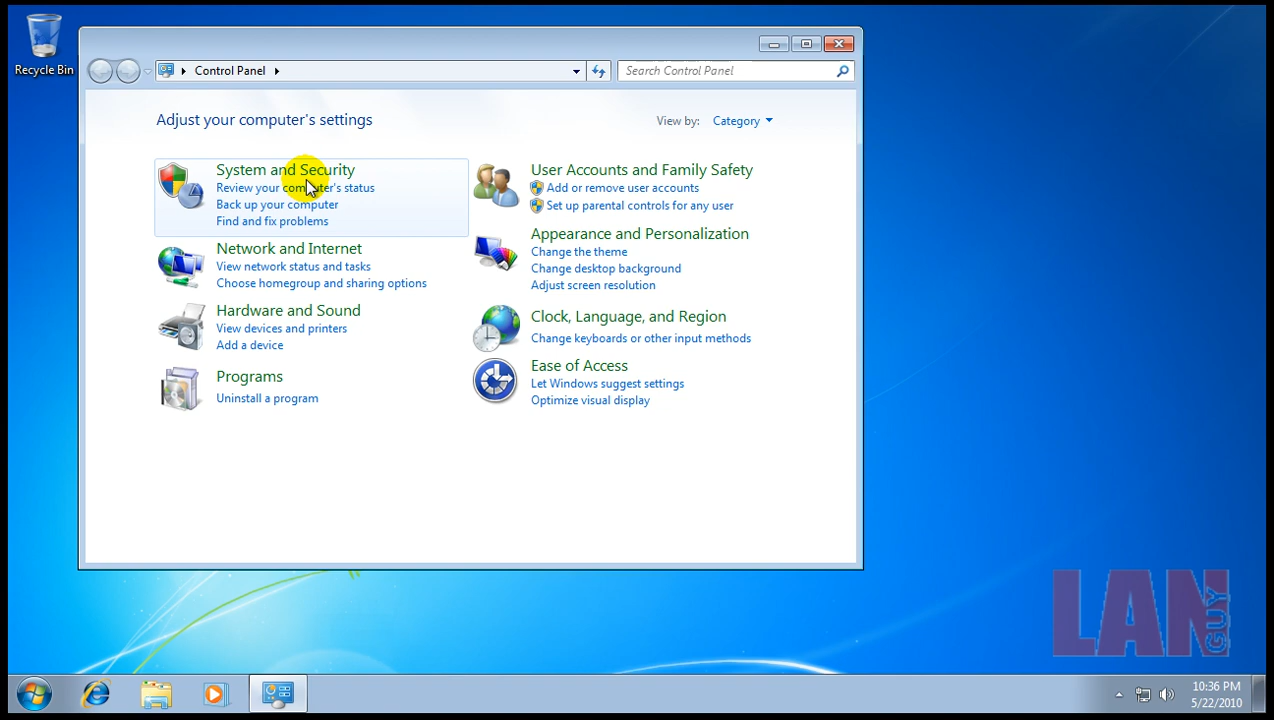 Recycle Bin
Control Panel
Search Control Panel
Adjust your computer's settings
View by: Category
System and Security
Review your computer's status
Back up your computer
Find and fix problems
Network and Internet
View network status and tasks
Choose homegroup and sharing options
Hardware and Sound
View devices and printers
Add a device
Programs
Uninstall a program
User Accounts and Family Safety
Add or remove user accounts
Set up parental controls for any user
Appearance and Personalization
Change the theme
Change desktop background
Adjust screen resolution
Clock, Language, and Region
Change keyboards or other input methods
Ease of Access
Let Windows suggest settings
Optimize visual display
LAN GUY
10:36 PM
5/22/2010